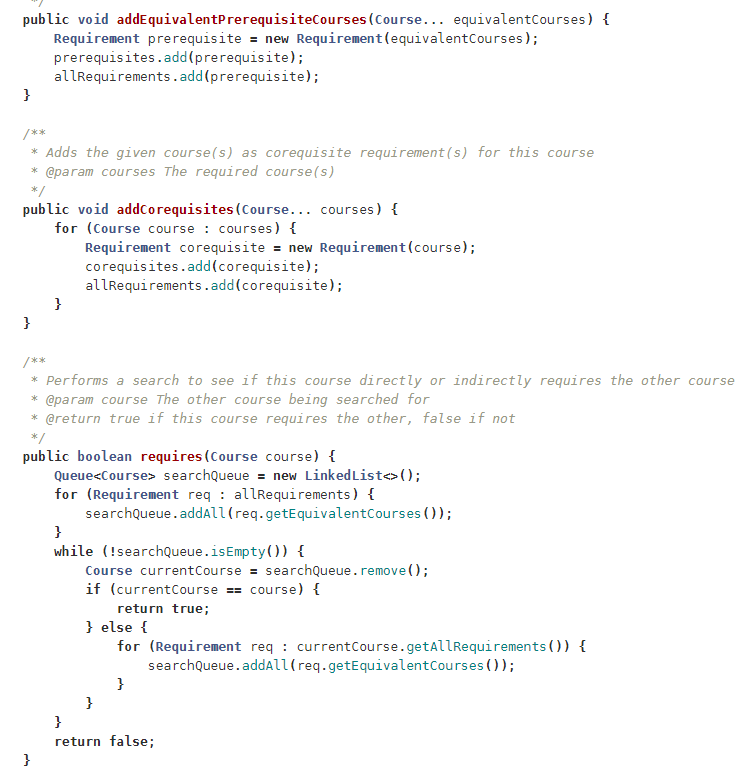 */
public void addEquivalentPrerequisiteCourses(Course... equivalentCourses) {
    Requirement prerequisite = new Requirement(equivalentCourses);
    prerequisites.add(prerequisite);
    allRequirements.add(prerequisite);
}

/**
 * Adds the given course(s) as corequisite requirement(s) for this course
 * @param courses The required course(s)
 */
public void addCorequisites(Course... courses) {
    for (Course course : courses) {
        Requirement corequisite = new Requirement(course);
        corequisites.add(corequisite);
        allRequirements.add(corequisite);
    }
}

/**
 * Performs a search to see if this course directly or indirectly requires the other course
 * @param course The other course being searched for
 * @return true if this course requires the other, false if not
 */
public boolean requires(Course course) {
    Queue<Course> searchQueue = new LinkedList<>();
    for (Requirement req : allRequirements) {
        searchQueue.addAll(req.getEquivalentCourses());
    }
    while (!searchQueue.isEmpty()) {
        Course currentCourse = searchQueue.remove();
        if (currentCourse == course) {
            return true;
        } else {
            for (Requirement req : currentCourse.getAllRequirements()) {
                searchQueue.addAll(req.getEquivalentCourses());
            }
        }
    }
    return false;
}